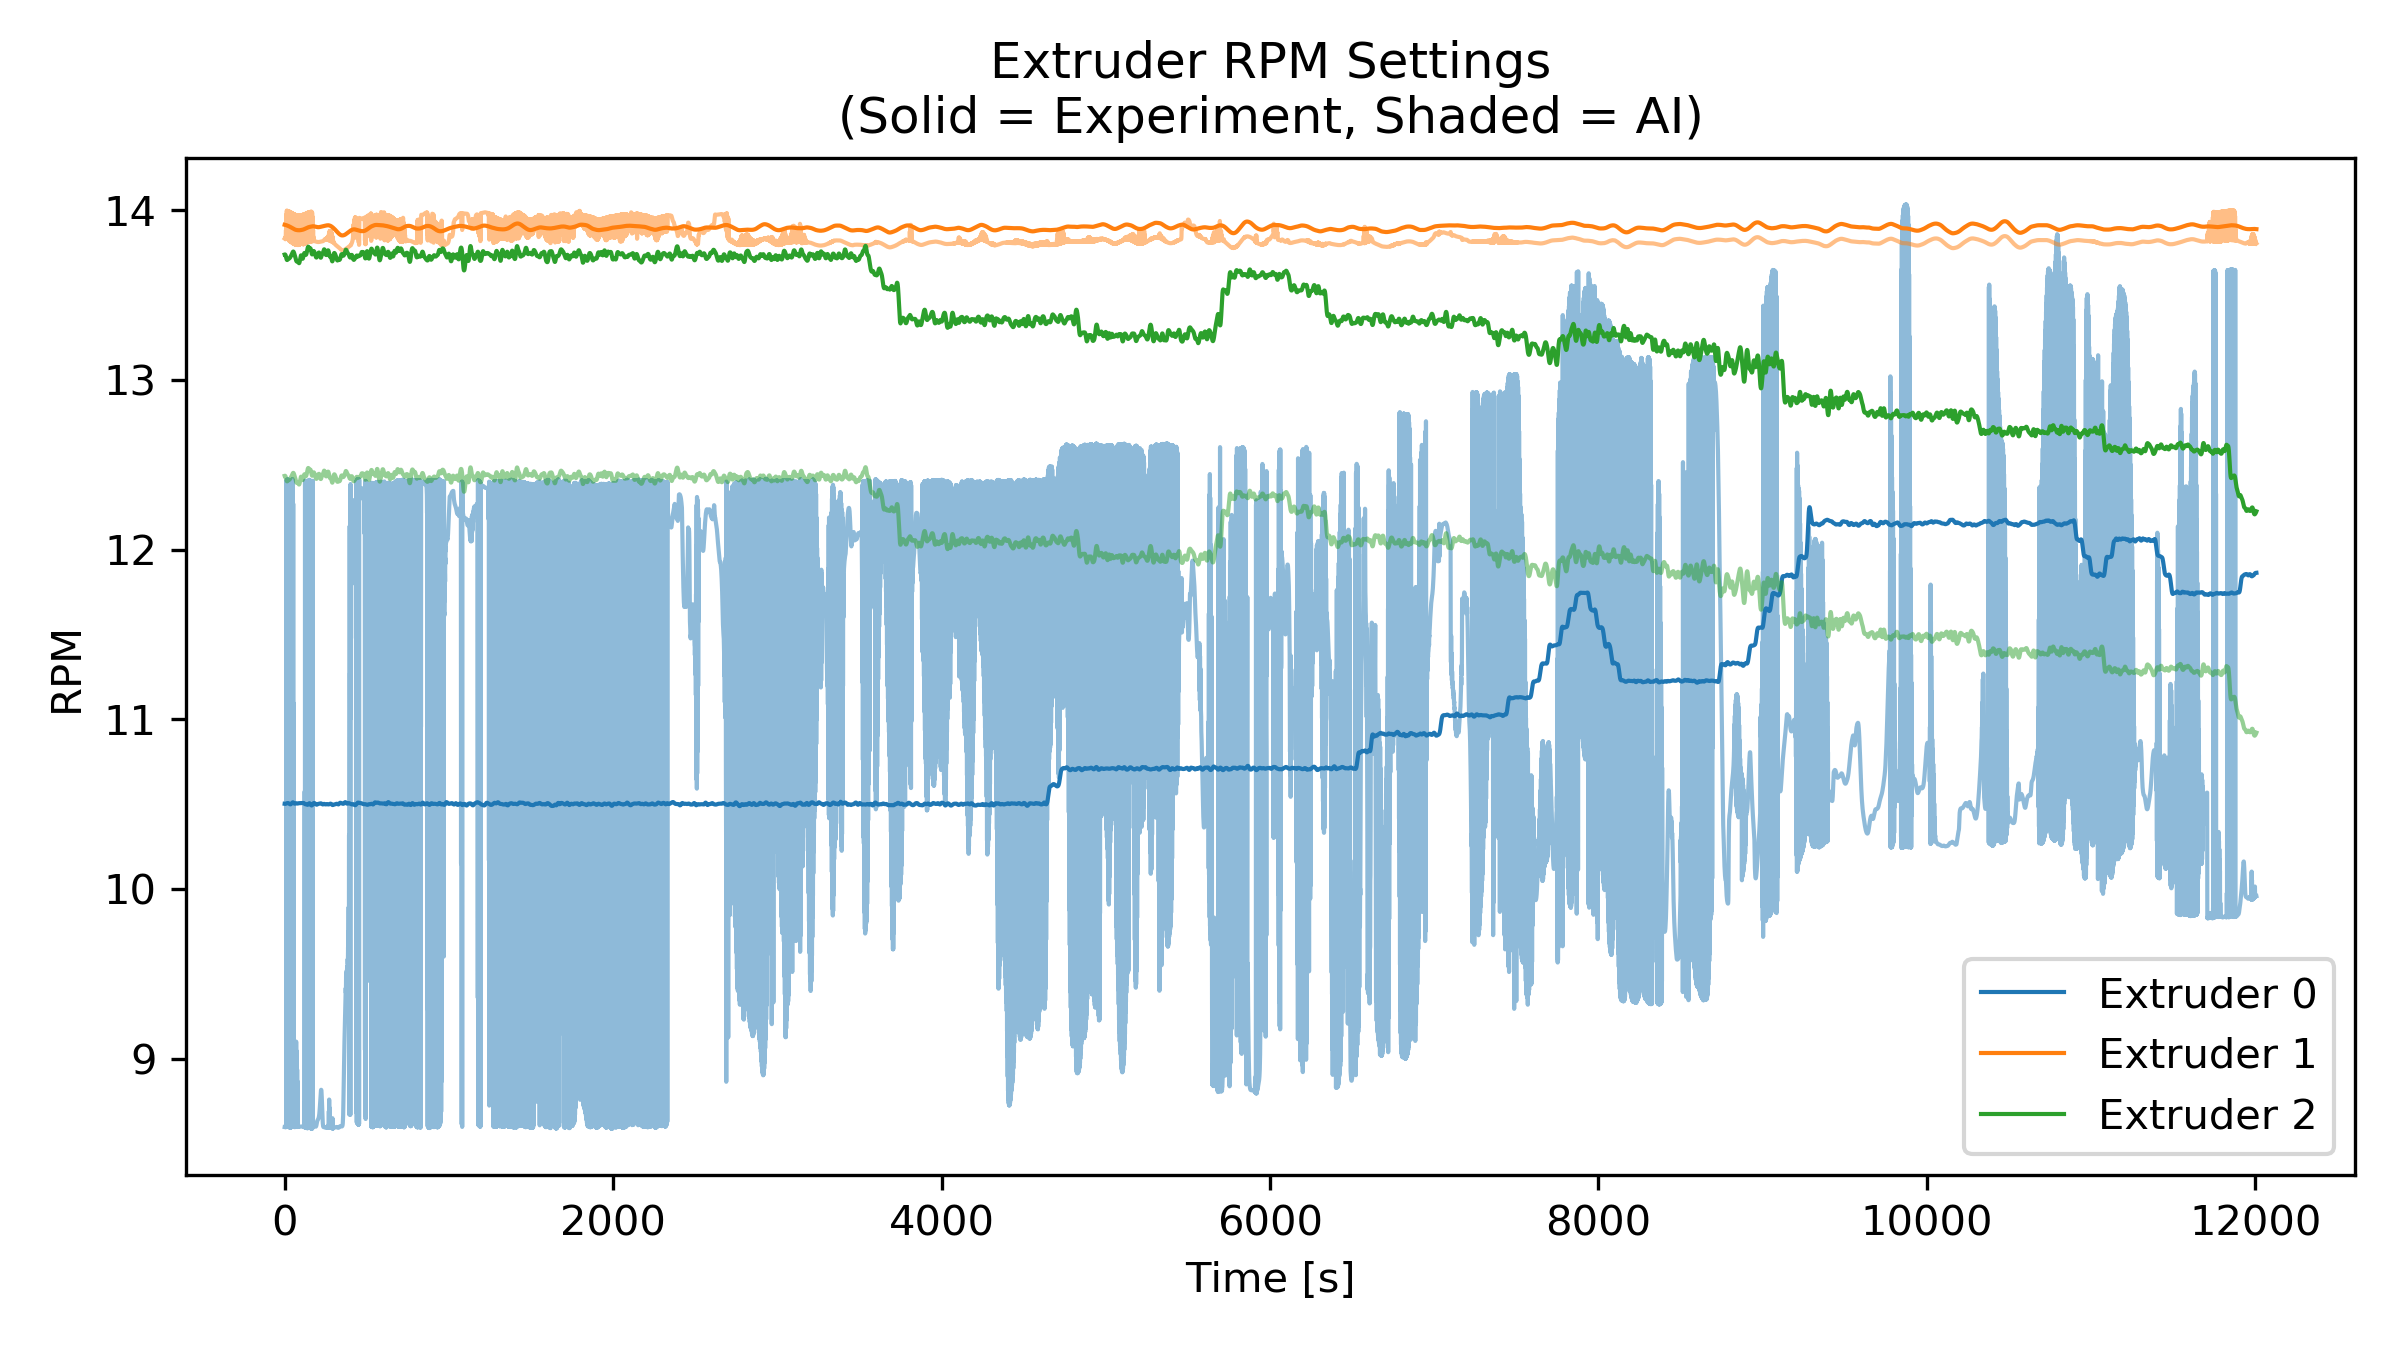 Extruder RPM Settings
(Solid = Experiment, Shaded = AI)
14
13
12
11
10
9
RPM
0
2000
4000
6000
8000
10000
12000
Time [s]
Extruder 0
Extruder 1
Extruder 2